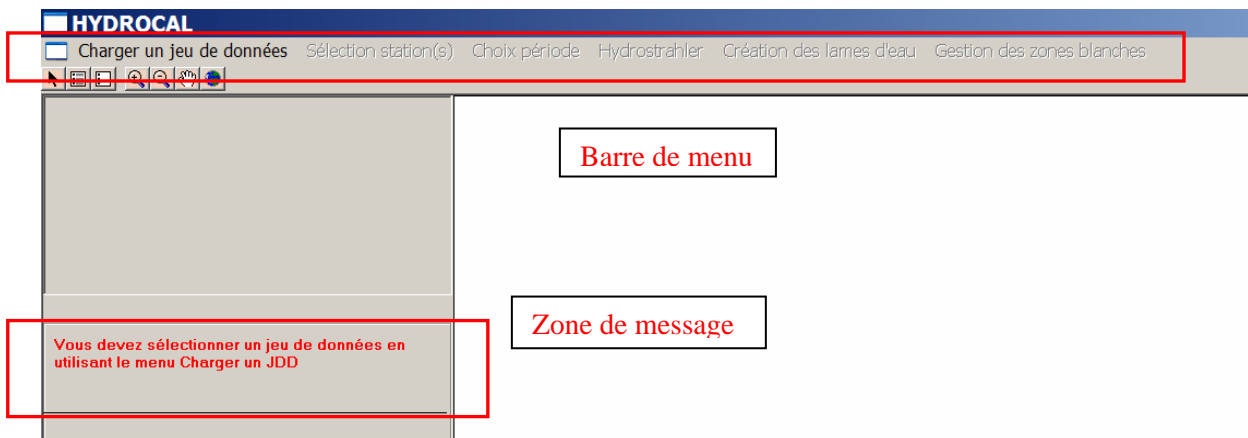 HYDROCAL
Charger un jeu de données Sélection station(s) Choix période Hydrostrahler Création des lames d'eau Gestion des zones blanches
Barre de menu
Zone de message
Vous devez sélectionner un jeu de données en
utilisant le menu Charger un JDD